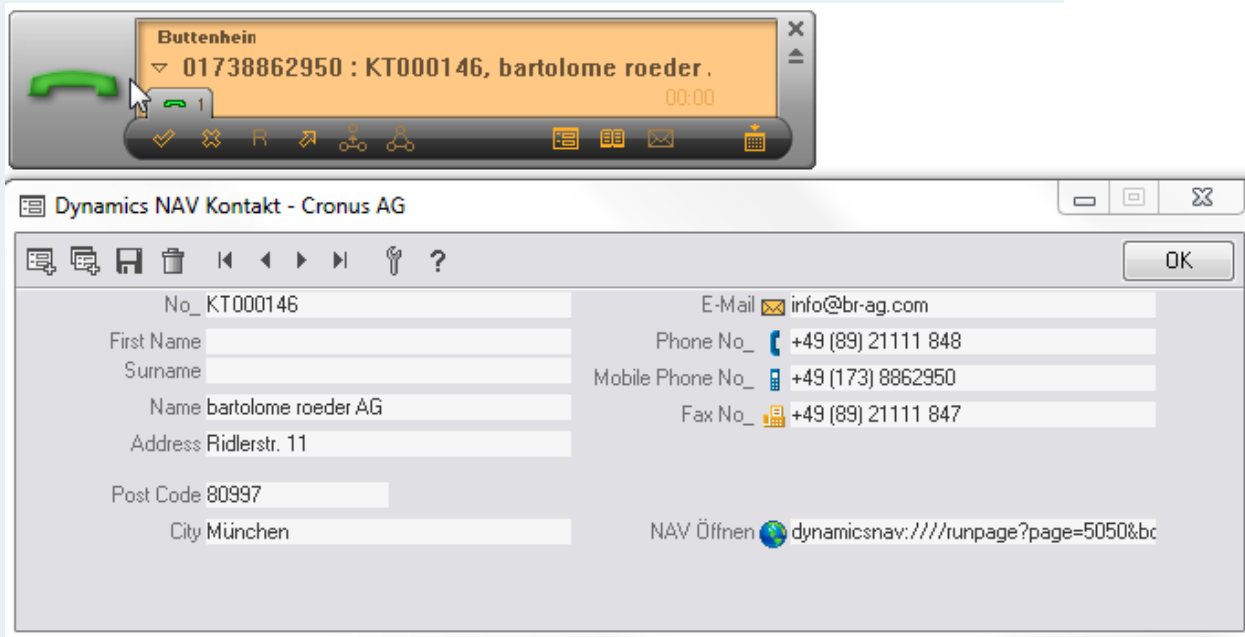 Buttenhein
01738862950 : KT000146, bartolome roeder .
00:00
1
R
Dynamics NAV Kontakt - Cronus AG
? OK
No_ KT000146
First Name
Surname
Name bartolome roeder AG
Address Ridlerstr. 11
Post Code 80997
City München
E-Mail info@br-ag.com
Phone No_ +49 (89) 21111 848
Mobile Phone No_ +49 (173) 8862950
Fax No_ +49 (89) 21111 847
NAV Öffnen dynamicsnav:////runpage?page=5050&bc